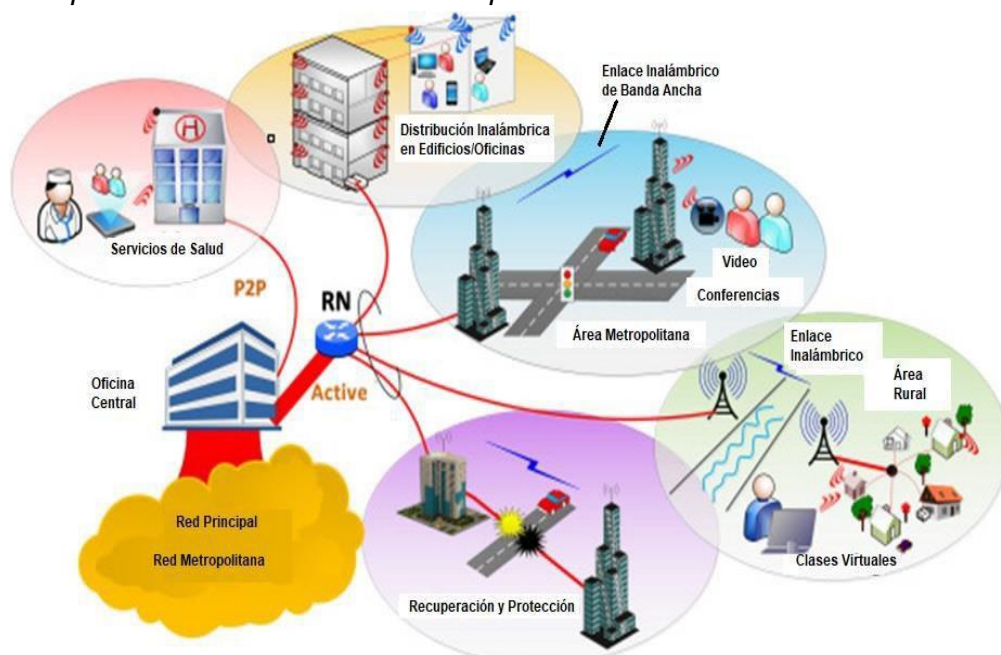 Enlace Inalámbrico
de Banda Ancha
Distribución Inalámbrica
en Edificios/Oficinas
H
Servicios de Salud
Video
Conferencias
P2P
RN
Área Metropolitana
Enlace
Inalámbrico
Área
Rural
Oficina
Central
Active
Red Principal
Red Metropolitana
Clases Virtuales
Recuperación y Protección